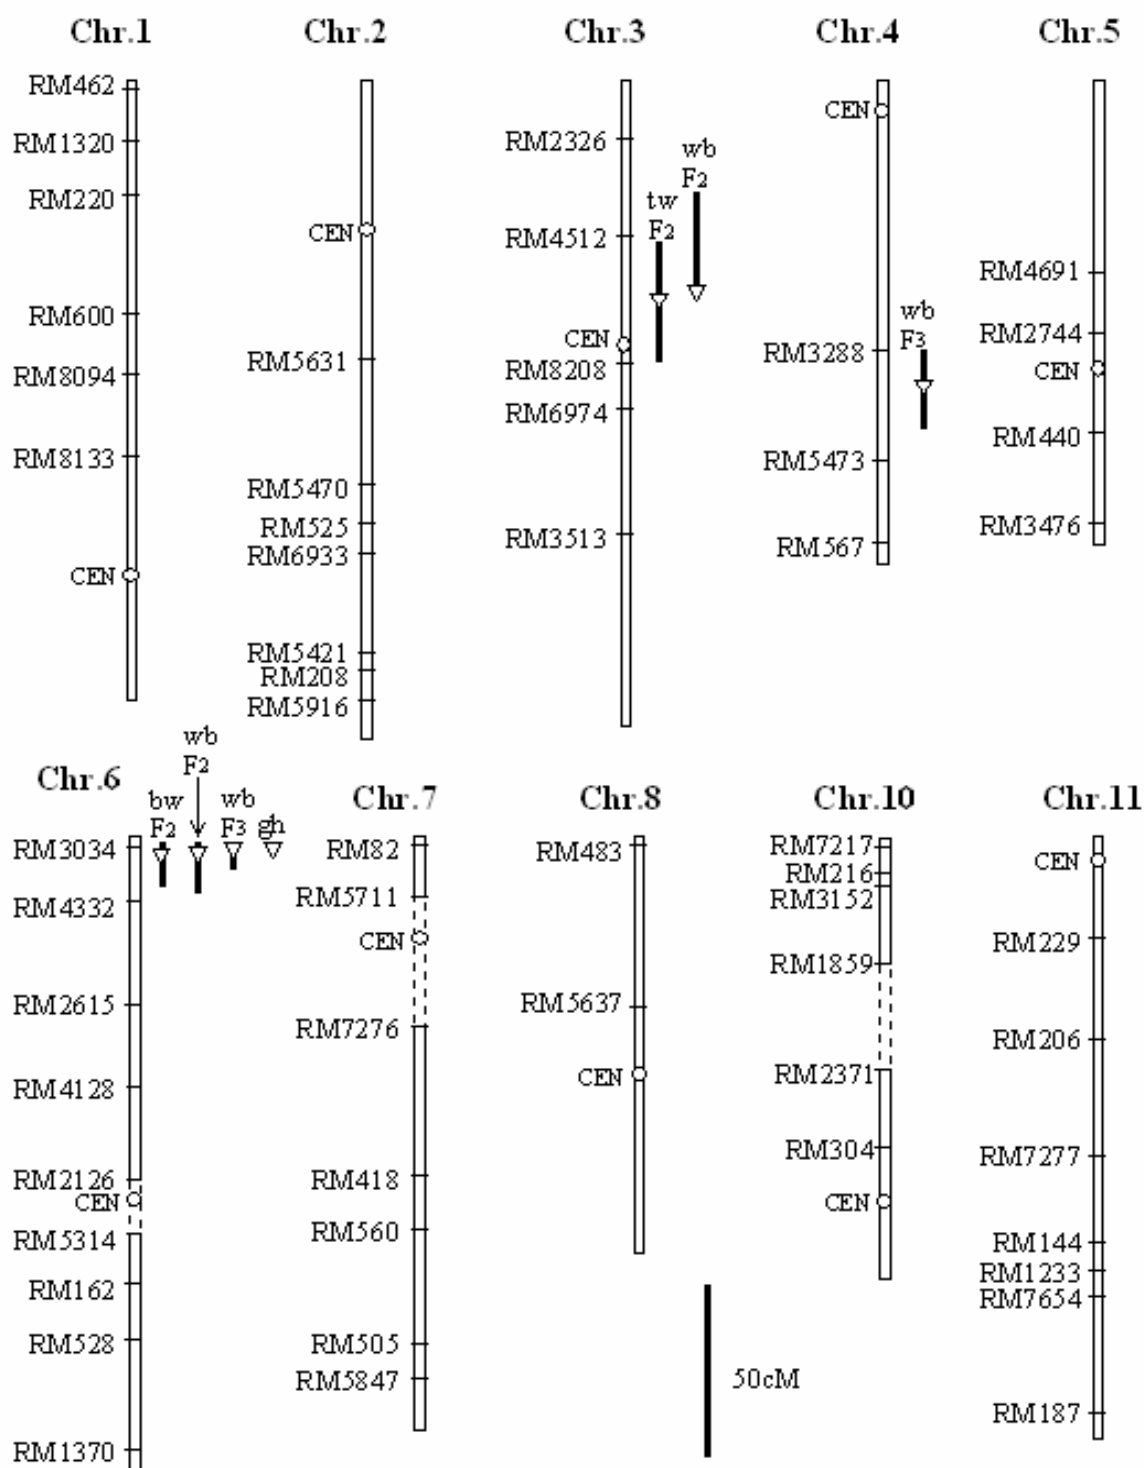 Chr.1
RM462
RM1320
RM220
RM600
RM8094
RM8133
CEN
Chr.2
CEN
RM5631
RM5470
RM525
RM6933
RM5421
RM208
RM5916
Chr.3
RM2326
RM4512
CEN
RM8208
RM6974
RM3513
tw
F2
wb
F2
Chr.4
CEN
RM3288
RM5473
RM567
wb
F3
Chr.5
RM4691
RM2744
CEN
RM440
RM3476
Chr.6
RM3034
RM4332
RM2615
RM4128
RM2126
CEN
RM5314
RM162
RM528
RM1370
bw
F2
wb
F2
wb
F3
gh
Chr.7
RM82
RM5711
CEN
RM7276
RM418
RM560
RM505
RM5847
Chr.8
RM483
RM5637
CEN
50cM
Chr.10
RM7217
RM216
RM3152
RM1859
RM2371
RM304
CEN
Chr.11
CEN
RM229
RM206
RM7277
RM144
RM1233
RM7654
RM187